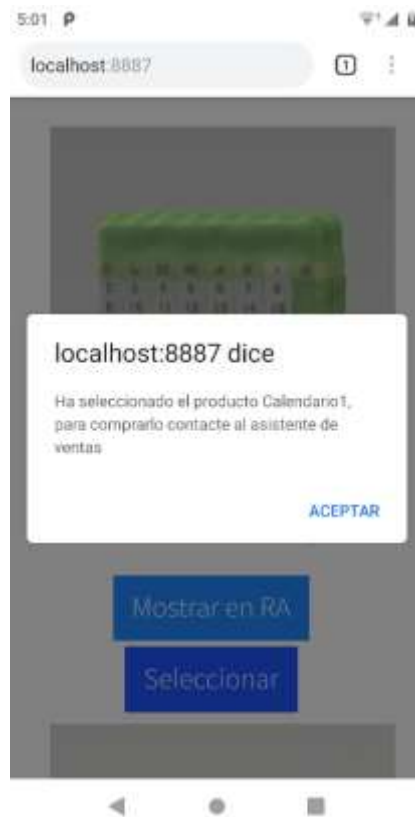 5:01
localhost:8887
1
localhost:8887 dice
Ha seleccionado el producto Calendario1,
para comprarlo contacte al asistente de
ventas
ACEPTAR
Mostrar en RA
Seleccionar